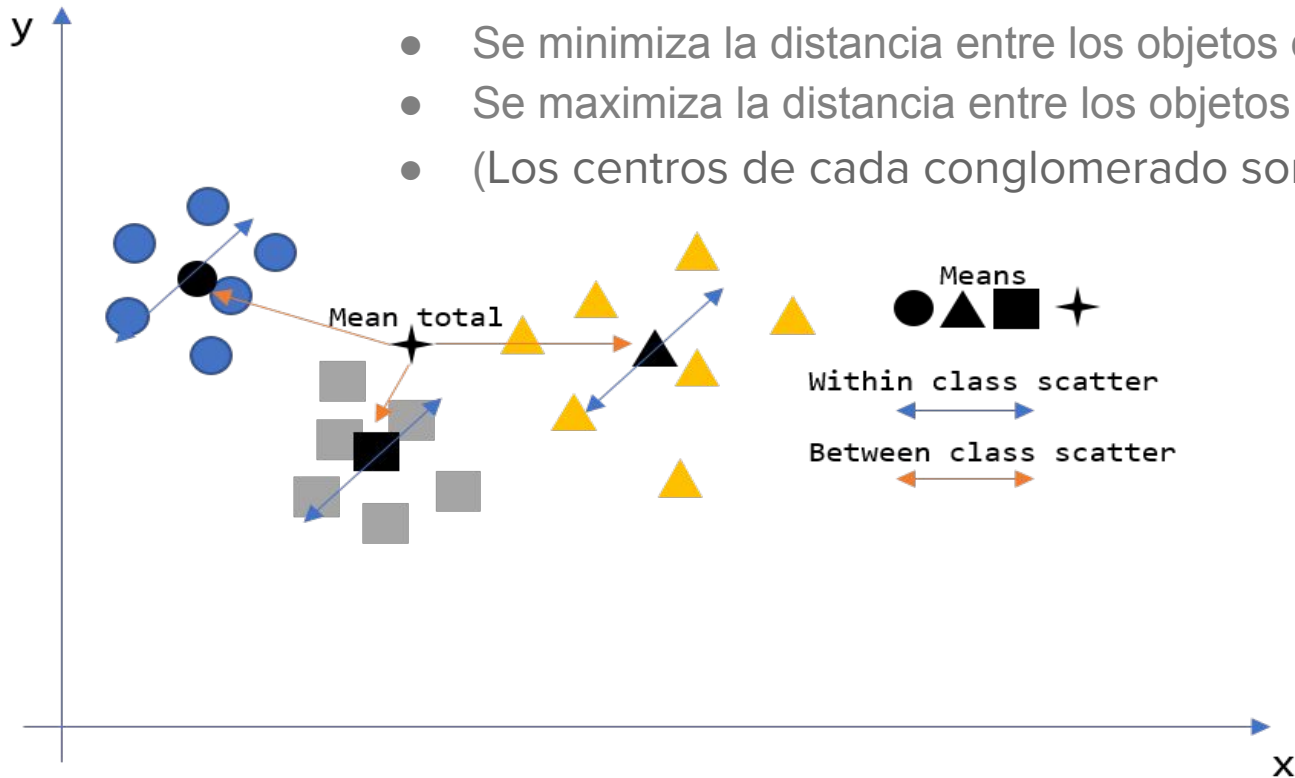 y
● Se minimiza la distancia entre los objetos
● Se maximiza la distancia entre los objetos
● (Los centros de cada conglomerado
Mean total
Means
Within class scatter
Between class scatter
x